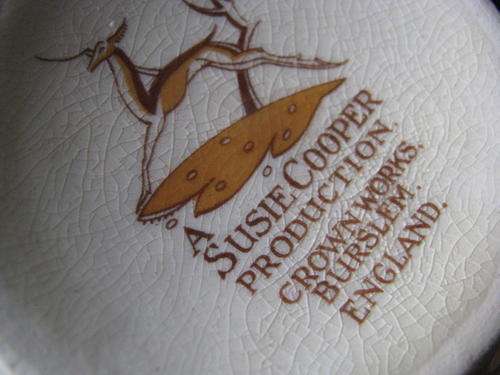 A
SUSIE COOPER
PRODUCTION.
CROWN WORKS.
BURSLEM.
ENGLAND.